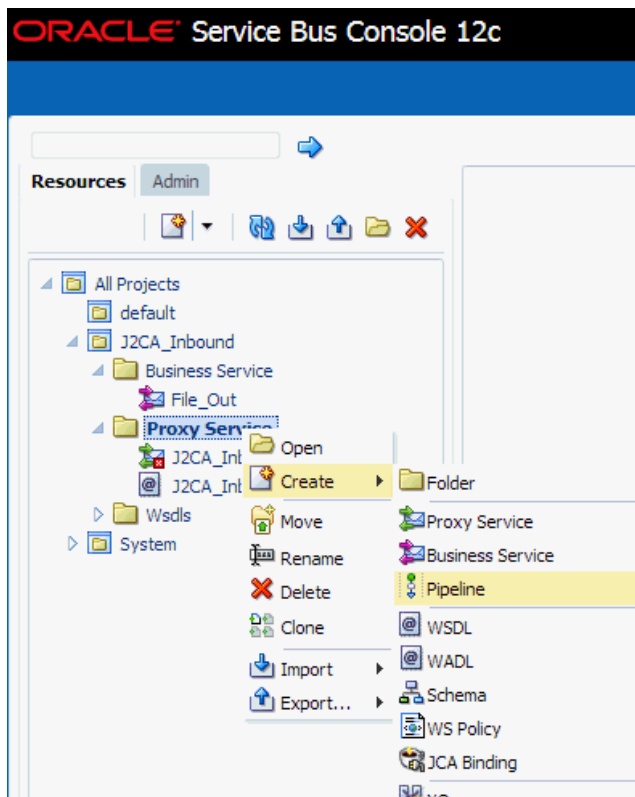 ORACLE® Service Bus Console 12c
Resources Admin
All Projects
default
J2CA_Inbound
Business Service
File_Out
Proxy Service
J2CA_Inb
J2CA_Inb
Wsdls
System
Open
Create
Move
Rename
Delete
Clone
Import
Export...
Folder
Proxy Service
Business Service
Pipeline
WSDL
WADL
Schema
WS Policy
JCA Binding